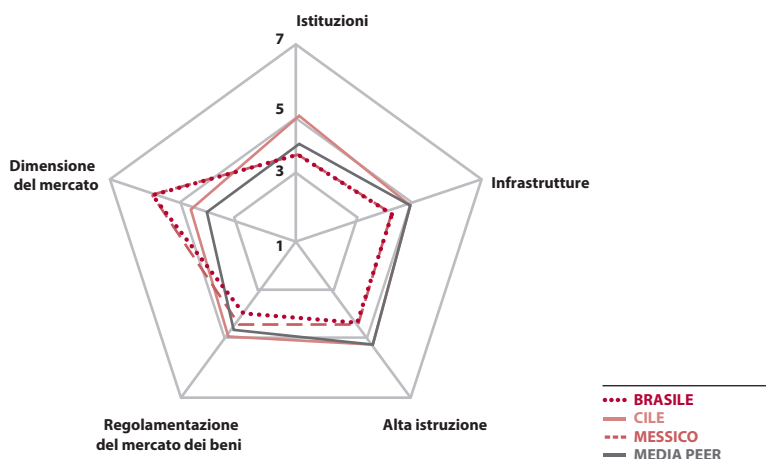 Istituzioni
7
5
3
1
Dimensione
del mercato
Infrastrutture
Regolamentazione
del mercato dei beni
Alta istruzione
BRASILE
CILE
MESSICO
MEDIA PEER